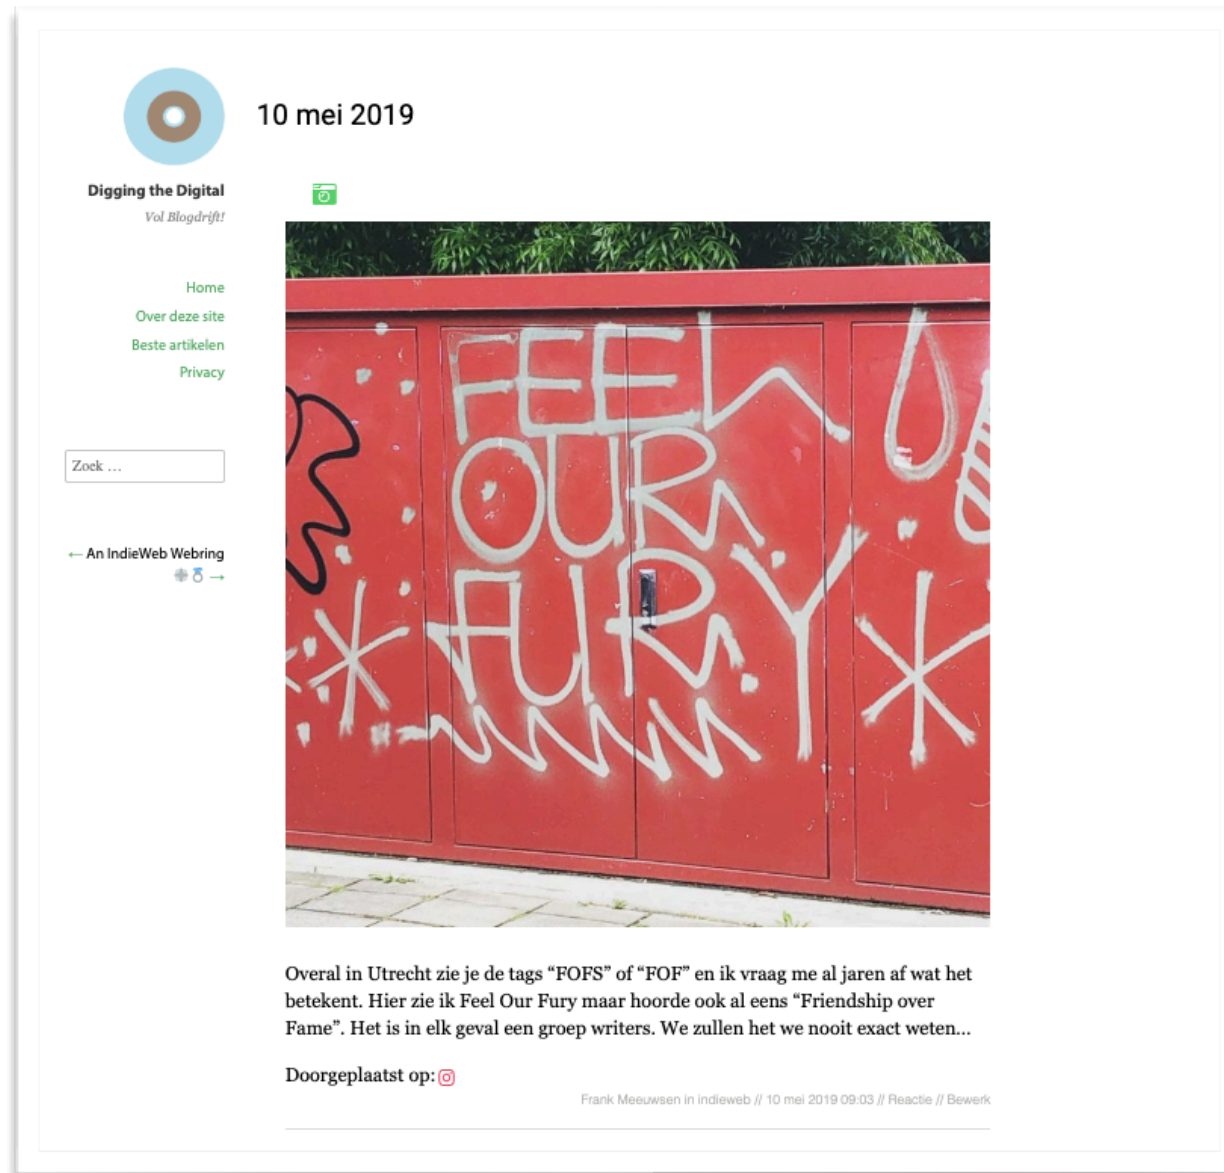 10 mei 2019
Digging the Digital
Vol Blogdrift!
Home
Over deze site
Beste artikelen
Privacy
Zoek ...
← An IndieWeb Webring
→
FEEL
OUR
FURY
Overal in Utrecht zie je de tags “FOFS” of “FOF” en ik vraag me al jaren af wat het
betekent. Hier zie ik Feel Our Fury maar hoorde ook al eens “Friendship over
Fame”. Het is in elk geval een groep writers. We zullen het we nooit exact weten…
Doorgeplaatst op:
Frank Meeuwsen in indieweb // 10 mei 2019 09:03 // Reactie // Bewerk